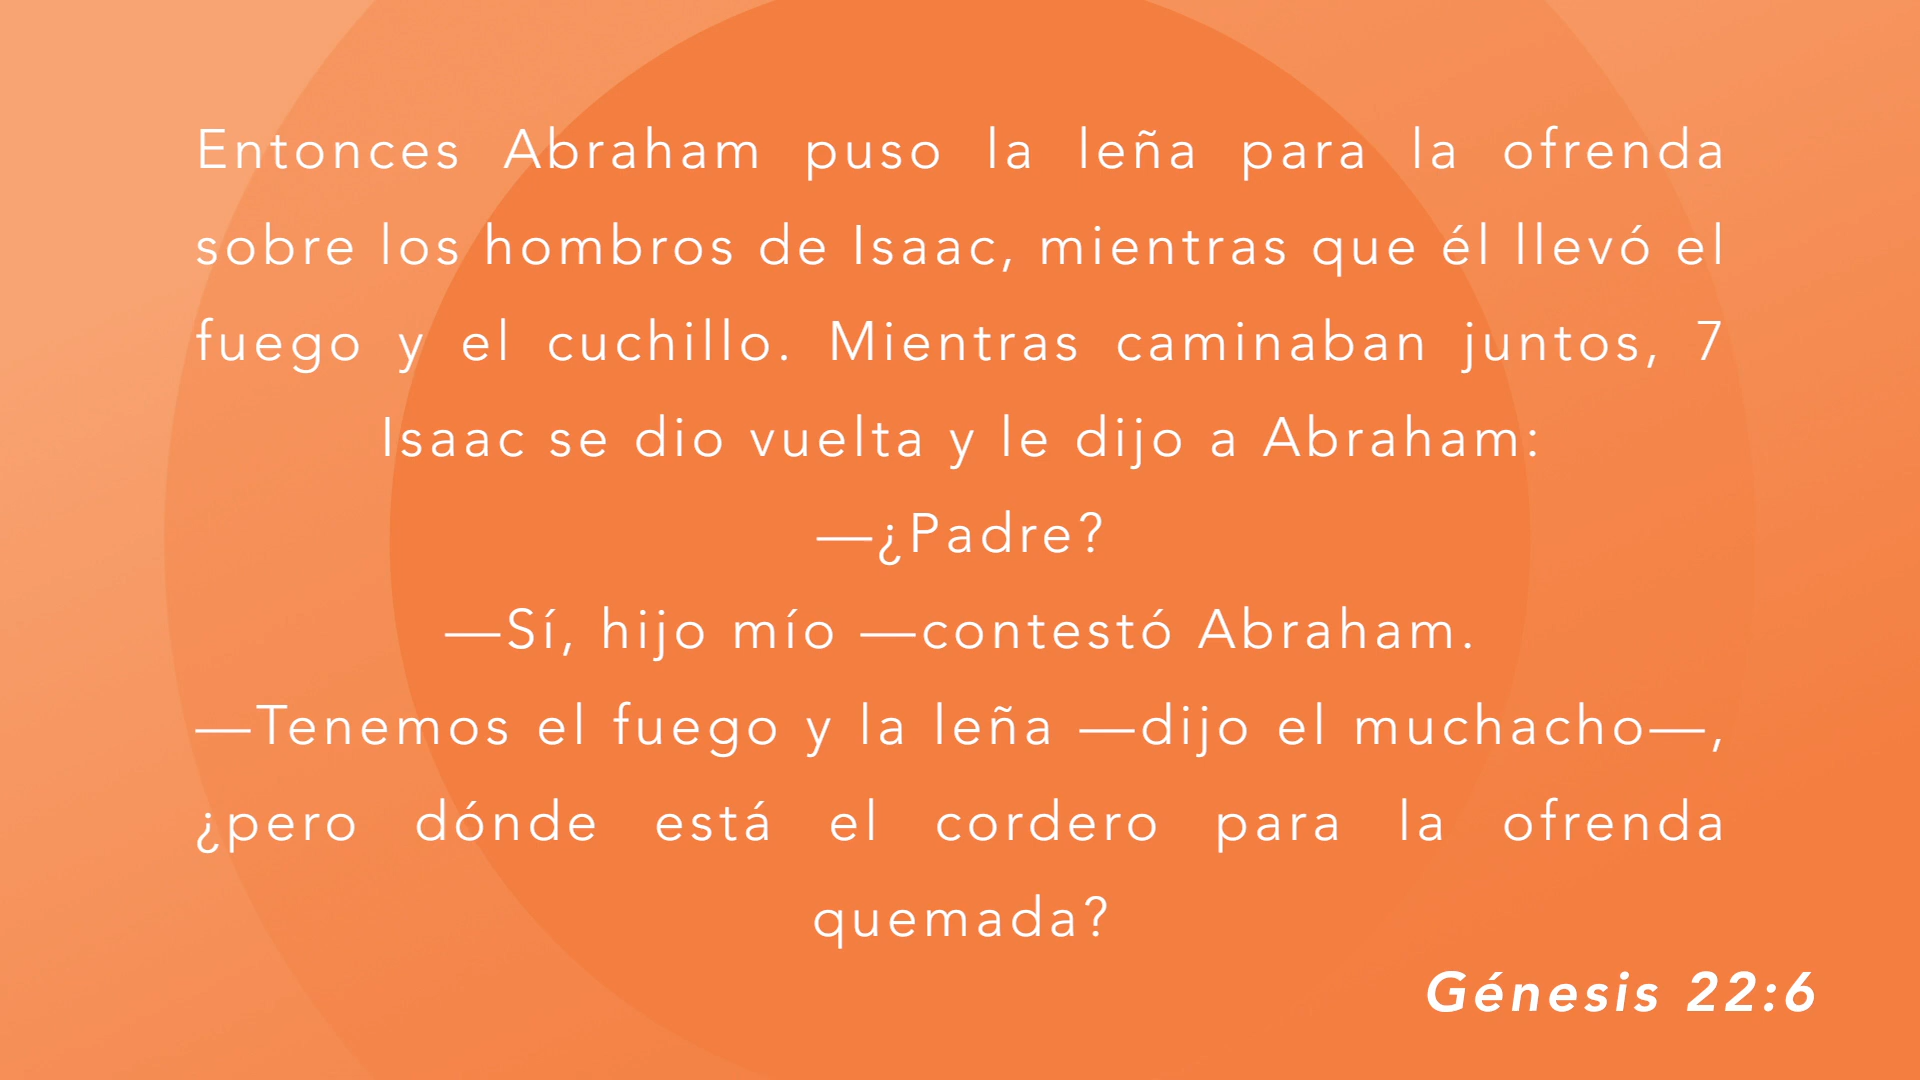 Entonces Abraham puso la leña para la ofrenda
sobre los hombros de Isaac, mientras que él llevó el
fuego y el cuchillo. Mientras caminaban juntos, 7
Isaac se dio vuelta y le dijo a Abraham:
—¿Padre?
—Sí, hijo mío —contestó Abraham.
—Tenemos el fuego y la leña —dijo el muchacho—,
¿pero dónde está el cordero para la ofrenda
quemada?
Génesis 22:6